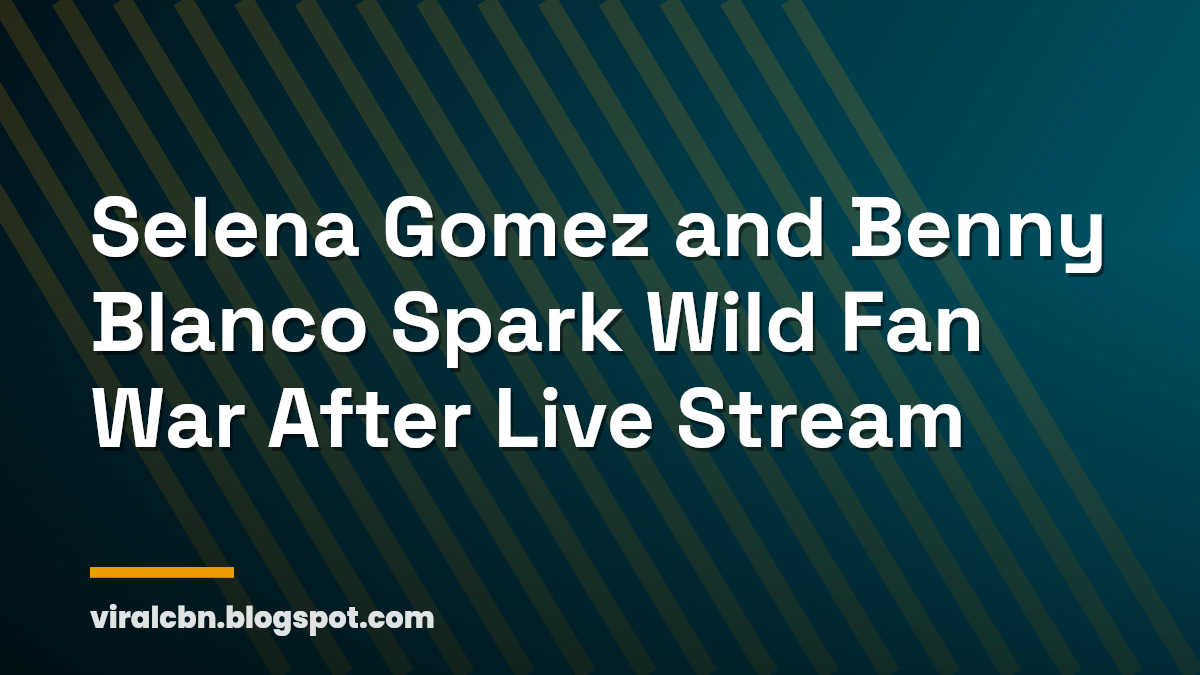 Selena Gomez and Benny
Blanco Spark Wild Fan
War After Live Stream
viralcbn.blogspot.com